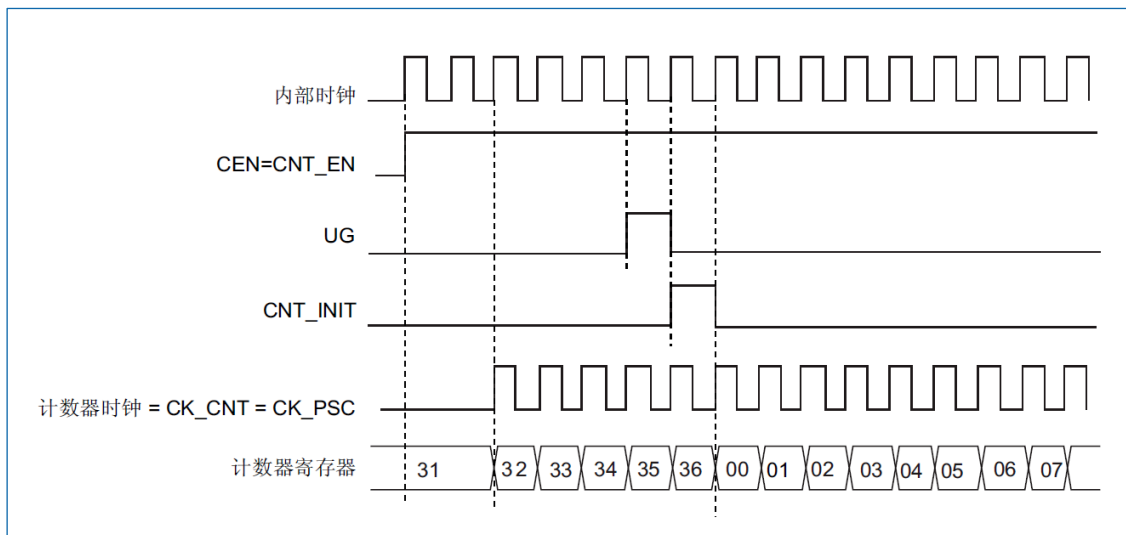 内部时钟
CEN=CNT_EN
UG
CNT_INIT
计数器时钟 = CK_CNT = CK_PSC
计数器寄存器 31 32 33 34 35 36 00 01 02 03 04 05 06 07